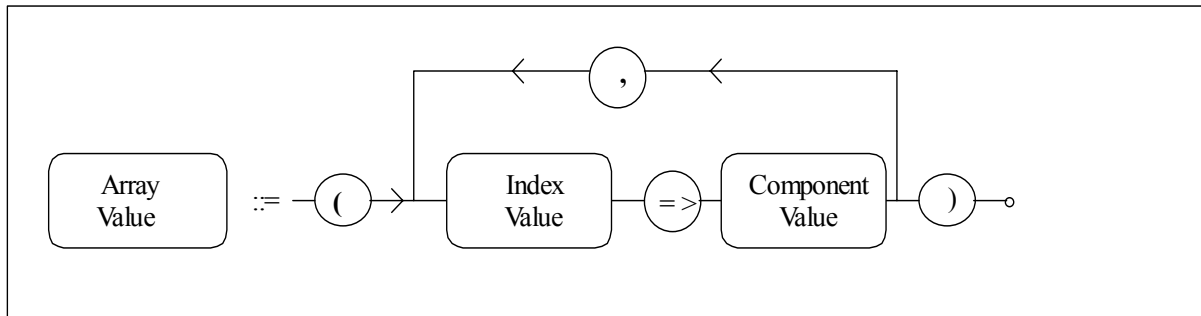 ,
Array
Value
::=
(
Index
Value
=>
Component
Value
)